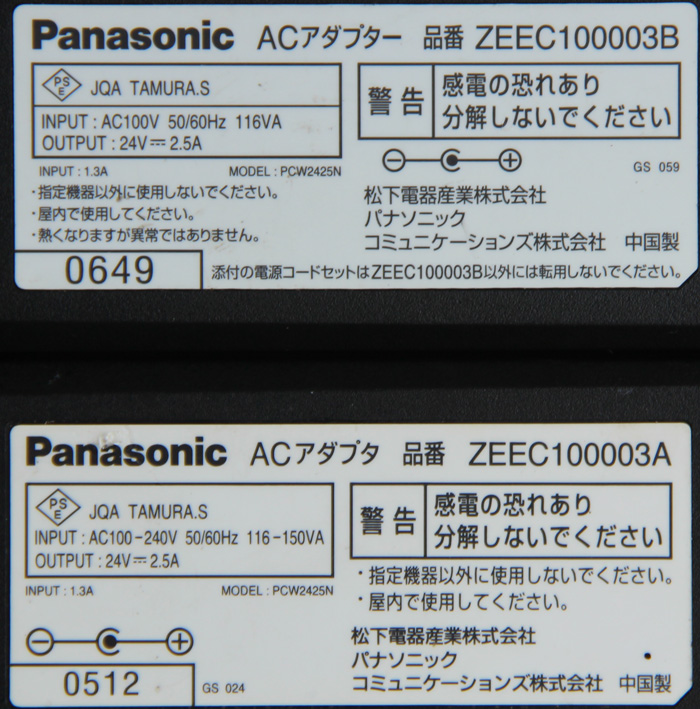 Panasonic ACアダプター 品番 ZEEC100003B
PS
E
JQA TAMURA.S
INPUT : AC100V 50/60Hz 116VA
OUTPUT : 24V⎓2.5A
警告
感電の恐れあり
分解しないでください
INPUT : 1.3A MODEL : PCW2425N
GS 059
・指定機器以外に使用しないでください。
・屋内で使用してください。
・熱くなりますが異常ではありません。
松下電器産業株式会社
パナソニック
コミュニケーションズ株式会社 中国製
0649
添付の電源コードセットはZEEC100003B以外には転用しないでください。
Panasonic ACアダプタ 品番 ZEEC100003A
PS
E
JQA TAMURA.S
INPUT : AC100-240V 50/60Hz 116-150VA
OUTPUT : 24V⎓2.5A
警告
感電の恐れあり
分解しないでください
INPUT : 1.3A MODEL : PCW2425N
・指定機器以外に使用しないでください。
・屋内で使用してください。
松下電器産業株式会社
パナソニック
コミュニケーションズ株式会社 中国製
0512
GS 024